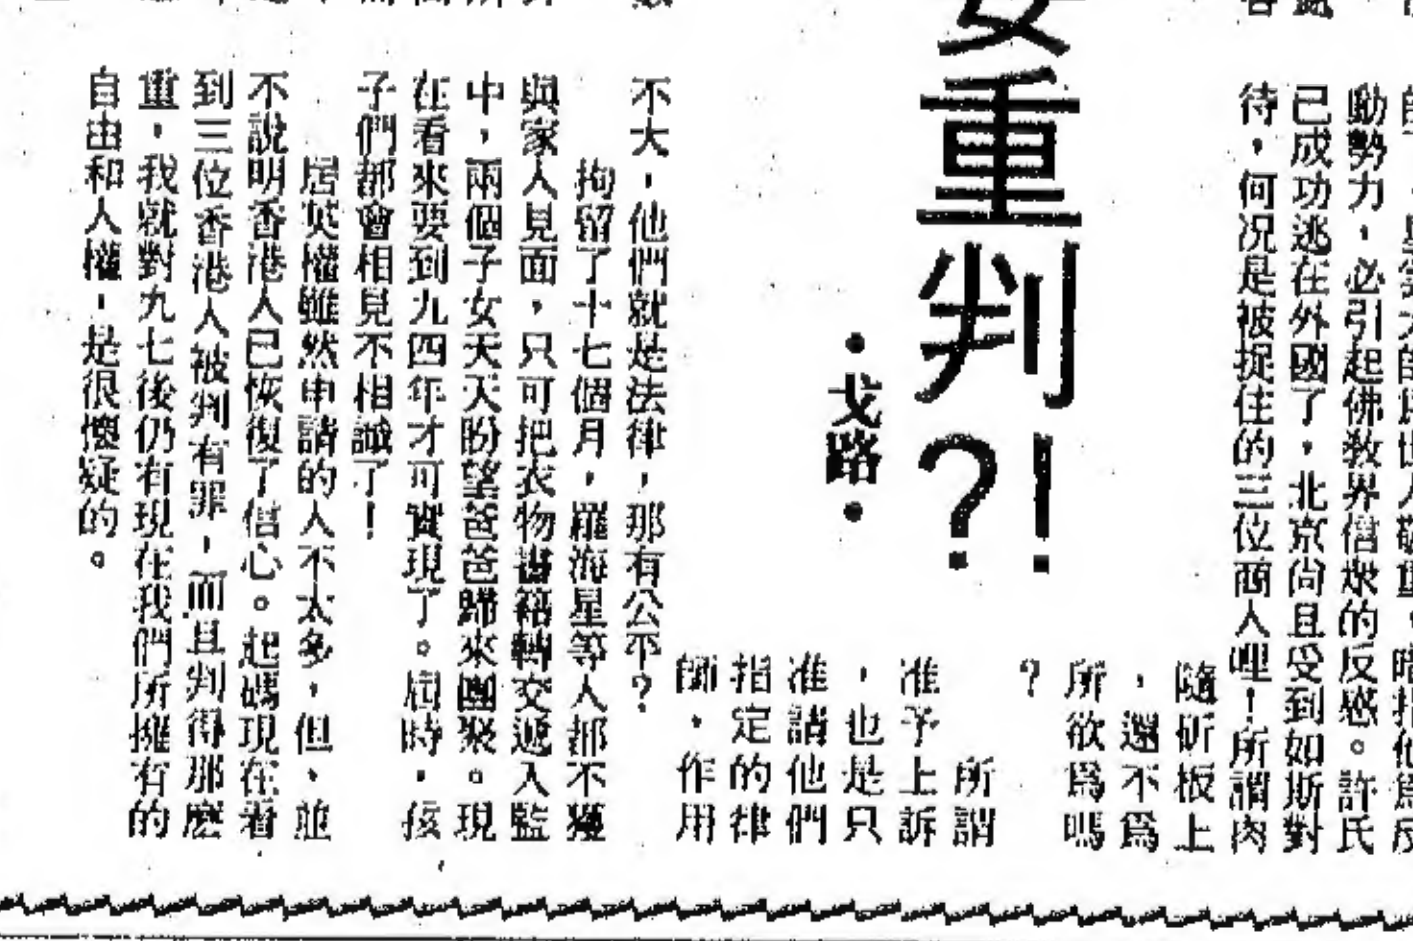 重判?!
•戈路•
動勢力，必引起佛教界信衆的反感。許氏
已成功逃在外國了，北京尚且受到如斯對
待，何況是被捉住的三位商人哩！所謂肉
隨斫板上
，還不爲
所欲爲嗎
?
所謂
准予上訴
，也是只
准請他們
指定的律
師，作用
不大，他們就是法律，那有公平?
拘留了十七個月，羅海星等人都不獲
與家人見面，只可把衣物書籍轉交遞入監
中，兩個子女天天盼望爸爸歸來團聚。現
在看來要到九四年才可實現了。屆時，孩
子們都會相見不相識了！
居英權雖然申請的人不太多，但，並
不說明香港人已恢復了信心。起碼現在看
到三位香港人被判有罪，而且判得那麽
重，我就對九七後仍有現在我們所擁有的
自由和人權，是很懷疑的。